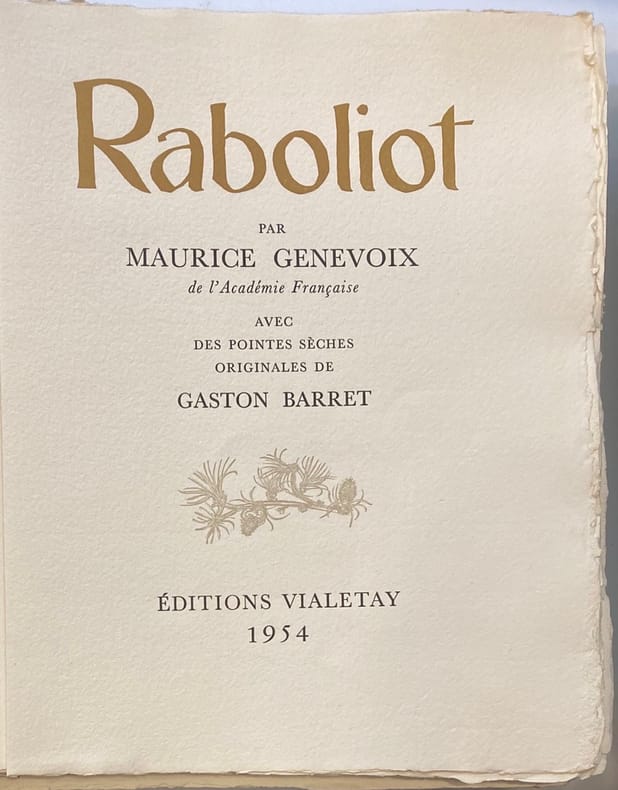 Raboliot
PAR
MAURICE GENEVOIX
de l'Académie Française
AVEC
DES POINTES SÈCHES
ORIGINALES DE
GASTON BARRET
ÉDITIONS VIALETAY
1954